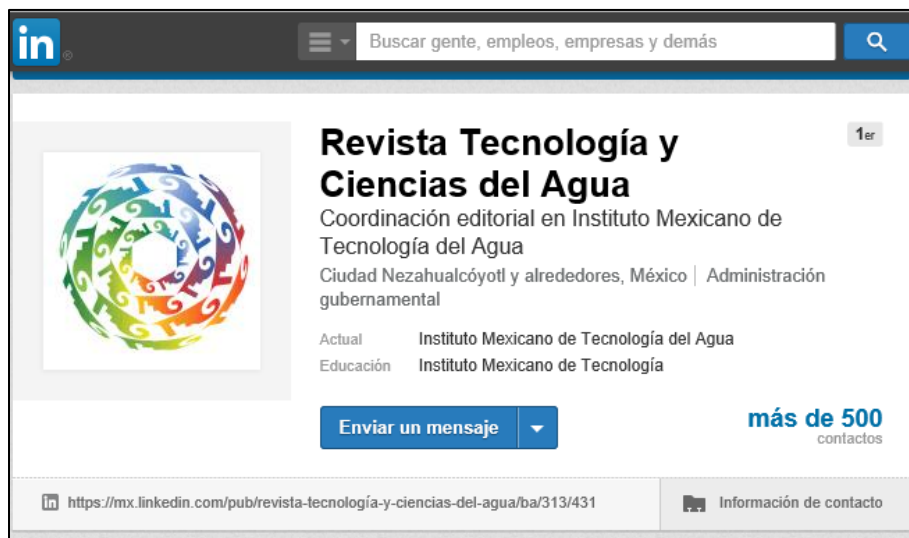 in
Buscar gente, empleos, empresas y demás
Revista Tecnología y
Ciencias del Agua
1er
Coordinación editorial en Instituto Mexicano de
Tecnología del Agua
Ciudad Nezahualcóyotl y alrededores, México | Administración
gubernamental
Actual Instituto Mexicano de Tecnología del Agua
Educación Instituto Mexicano de Tecnología
Enviar un mensaje
más de 500
contactos
https://mx.linkedin.com/pub/revista-tecnología-y-ciencias-del-agua/ba/313/431
Información de contacto